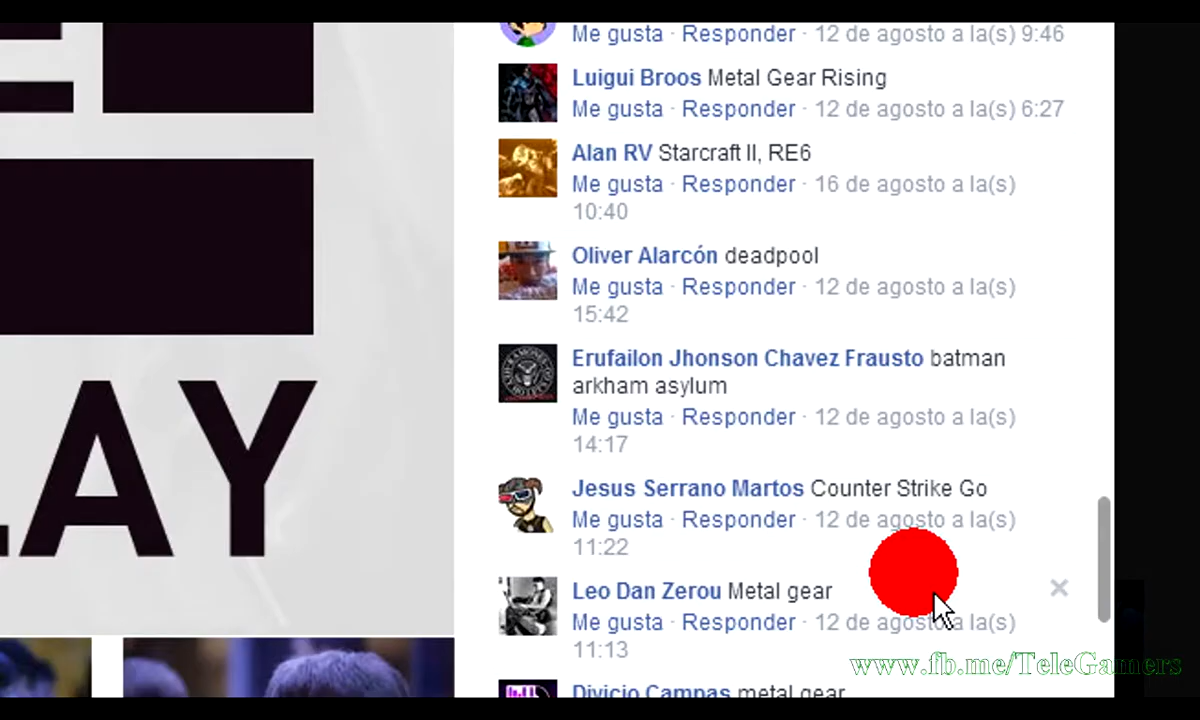 Me gusta · Responder · 12 de agosto a la(s) 9:46
Luigui Broos Metal Gear Rising
Me gusta · Responder · 12 de agosto a la(s) 6:27
Alan RV Starcraft II, RE6
Me gusta · Responder · 16 de agosto a la(s)
10:40
Oliver Alarcón deadpool
Me gusta · Responder · 12 de agosto a la(s)
15:42
Erufailon Jhonson Chavez Frausto batman
arkham asylum
Me gusta · Responder · 12 de agosto a la(s)
14:17
Jesus Serrano Martos Counter Strike Go
Me gusta · Responder · 12 de agosto a la(s)
11:22
Leo Dan Zerou Metal gear
Me gusta · Responder · 12 de agosto a la(s)
11:13
Divicio Campas metal gear
LAY
www.fb.me/TeleGamers